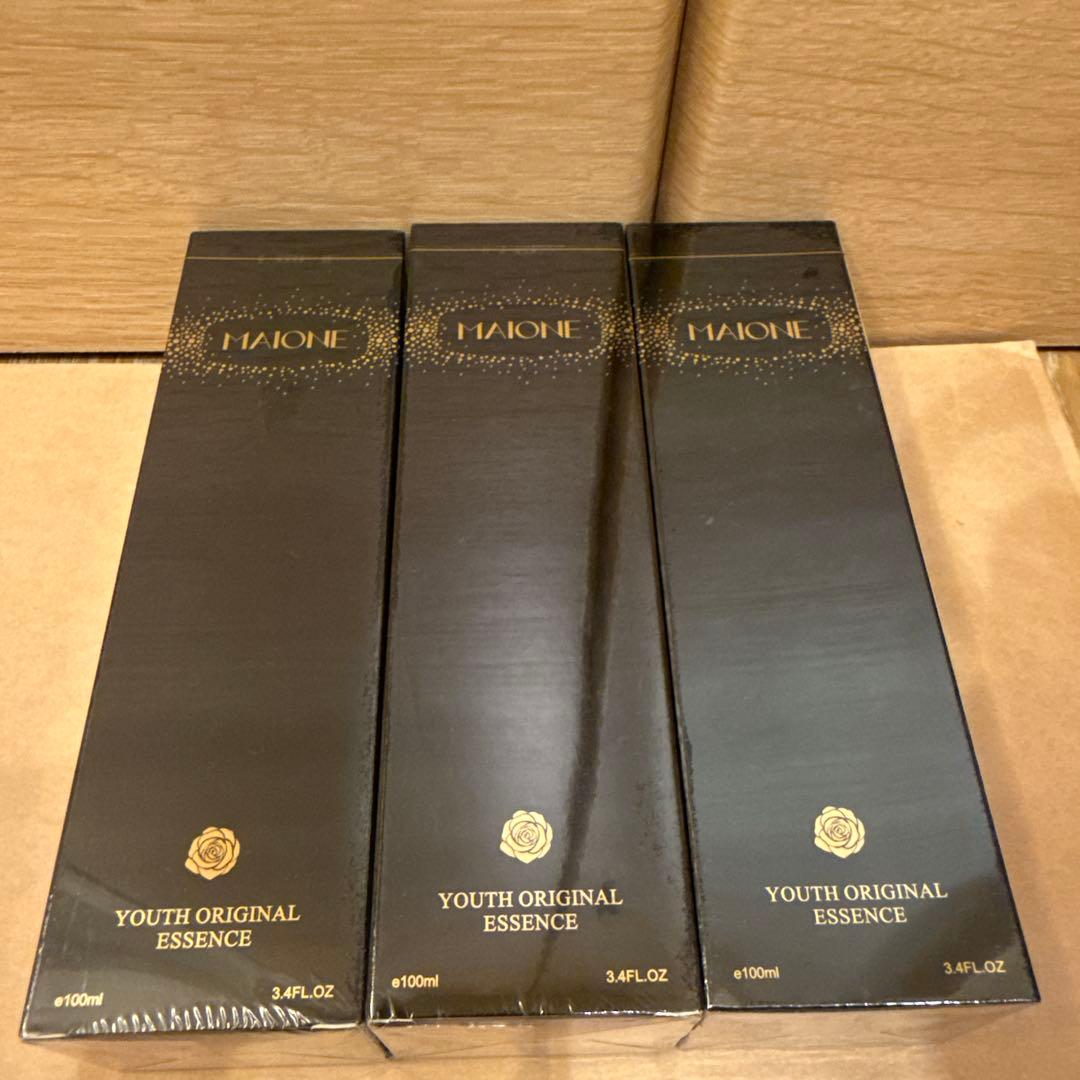 MAIONE
YOUTH ORIGINAL
ESSENCE
e100ml
3.4FL.OZ
MAIONE
YOUTH ORIGINAL
ESSENCE
e100ml
3.4FL.OZ
MAIONE
YOUTH ORIGINAL
ESSENCE
e100ml
3.4FL.OZ